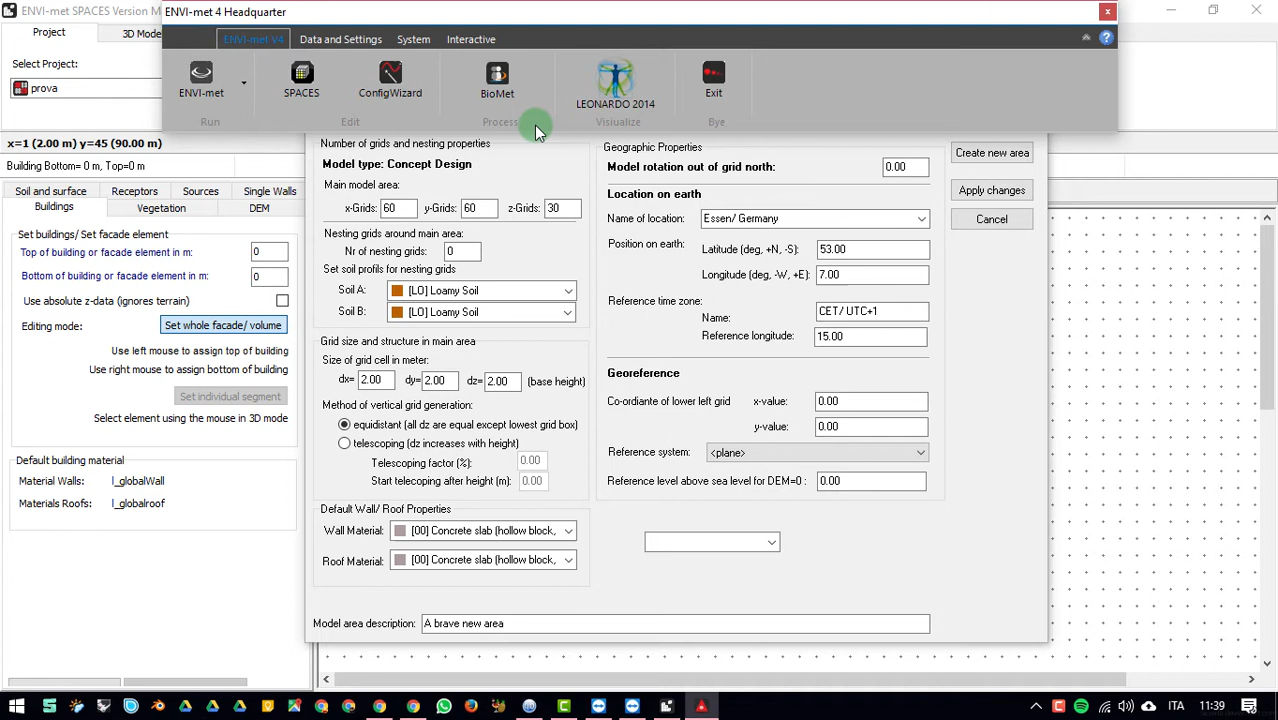 ENVI-met SPACES Version M
ENVI-met 4 Headquarter
Project
3D Mode
ENVI-met V4
Data and Settings
System
Interactive
Select Project:
prova
ENVI-met
SPACES
ConfigWizard
BioMet
LEONARDO 2014
Exit
Run
Edit
Process
Visiualize
Bye
x=1 (2.00 m) y=45 (90.00 m)
Building Bottom= 0 m, Top=0 m
Soil and surface
Receptors
Sources
Single Walls
Buildings
Vegetation
DEM
Set buildings/ Set facade element
Top of building or facade element in m:
0
Bottom of building or facade element in m:
0
Use absolute z-data (ignores terrain)
Editing mode:
Set whole facade/ volume
Use left mouse to assign top of building
Use right mouse to assign bottom of building
Set individual segment
Select element using the mouse in 3D mode
Default building material
Material Walls:
l_globalWall
Materials Roofs:
l_globalroof
Number of grids and nesting properties
Model type: Concept Design
Main model area:
x-Grids: 60 y-Grids: 60 z-Grids: 30
Nesting grids around main area:
Nr of nesting grids: 0
Set soil profils for nesting grids
Soil A: [LO] Loamy Soil
Soil B: [LO] Loamy Soil
Grid size and structure in main area
Size of grid cell in meter:
dx= 2.00 dy= 2.00 dz= 2.00 (base height)
Method of vertical grid generation:
equidistant (all dz are equal except lowest grid box)
telescoping (dz increases with height)
Telescoping factor (%): 0.00
Start telescoping after height (m): 0.00
Default Wall/ Roof Properties
Wall Material: [00] Concrete slab (hollow block,
Roof Material: [00] Concrete slab (hollow block,
Model area description: A brave new area
Geographic Properties
Model rotation out of grid north: 0.00
Location on earth
Name of location: Essen/ Germany
Position on earth: Latitude (deg, +N, -S): 53.00
Longitude (deg, -W, +E): 7.00
Reference time zone:
Name: CET/ UTC+1
Reference longitude: 15.00
Georeference
Co-ordiante of lower left grid x-value: 0.00
y-value: 0.00
Reference system: <plane>
Reference level above sea level for DEM=0 : 0.00
Create new area
Apply changes
Cancel
ITA
11:39